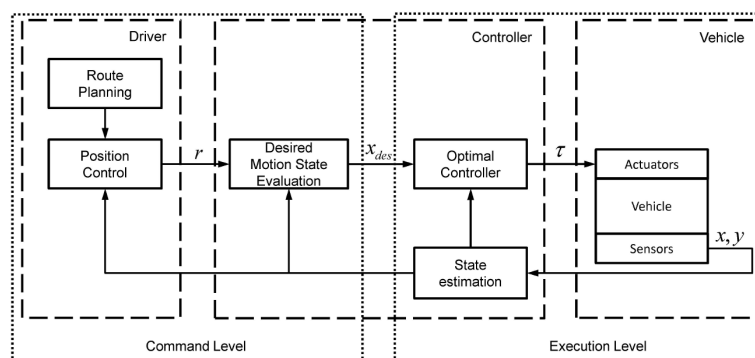 Driver
Controller
Vehicle
Route
Planning
Position
Control
r
Desired
Motion State
Evaluation
x_des
Optimal
Controller
τ
Actuators
Vehicle
Sensors
x, y
State
estimation
Command Level
Execution Level